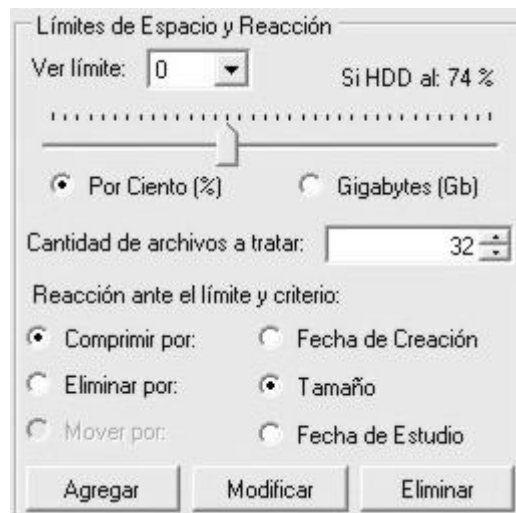 Límites de Espacio y Reacción
Ver límite: 0 Si HDD al: 74 %
Por Ciento (%) Gigabytes (Gb)
Cantidad de archivos a tratar: 32
Reacción ante el límite y criterio:
Comprimir por: Fecha de Creación
Eliminar por: Tamaño
Mover por: Fecha de Estudio
Agregar Modificar Eliminar